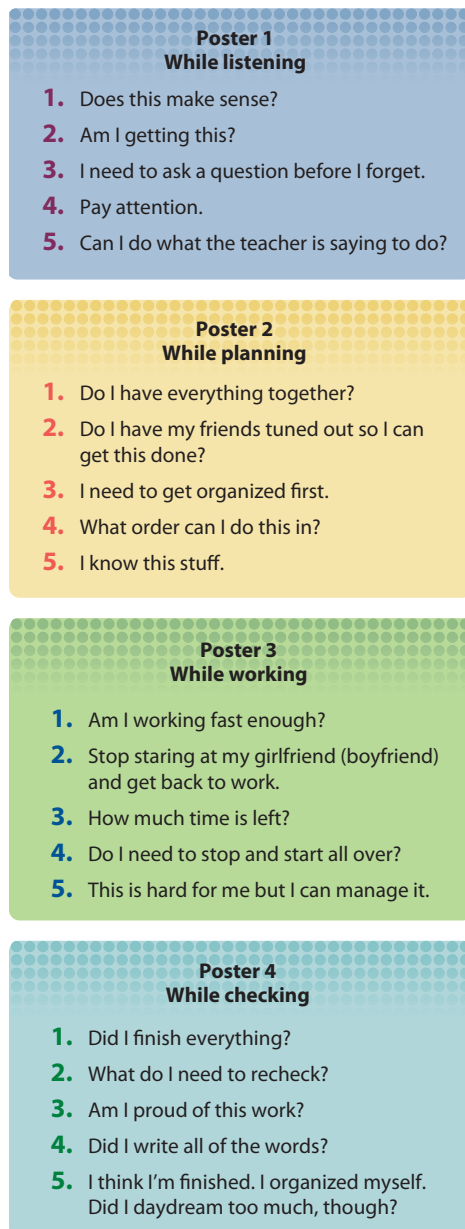 Poster 1
While listening
1. Does this make sense?
2. Am I getting this?
3. I need to ask a question before I forget.
4. Pay attention.
5. Can I do what the teacher is saying to do?
Poster 2
While planning
1. Do I have everything together?
2. Do I have my friends tuned out so I can
get this done?
3. I need to get organized first.
4. What order can I do this in?
5. I know this stuff.
Poster 3
While working
1. Am I working fast enough?
2. Stop staring at my girlfriend (boyfriend)
and get back to work.
3. How much time is left?
4. Do I need to stop and start all over?
5. This is hard for me but I can manage it.
Poster 4
While checking
1. Did I finish everything?
2. What do I need to recheck?
3. Am I proud of this work?
4. Did I write all of the words?
5. I think I'm finished. I organized myself.
Did I daydream too much, though?